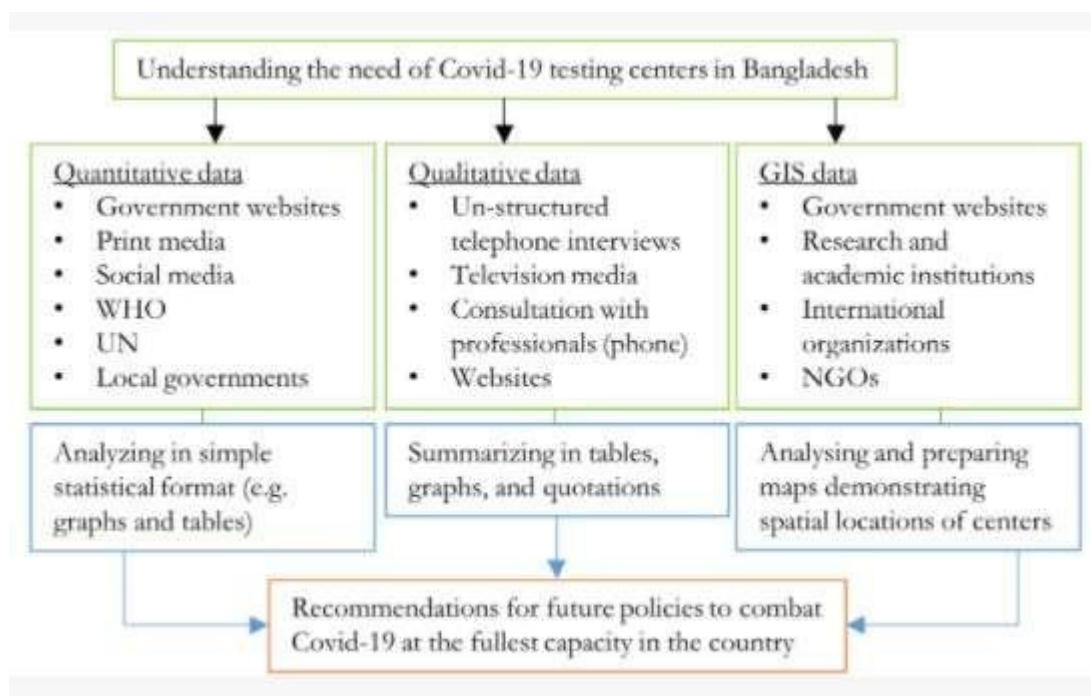 Understanding the need of Covid-19 testing centers in Bangladesh
Quantitative data
• Government websites
• Print media
• Social media
• WHO
• UN
• Local governments
Qualitative data
• Un-structured
telephone interviews
• Television media
• Consultation with
professionals (phone)
• Websites
GIS data
• Government websites
• Research and
academic institutions
• International
organizations
• NGOs
Analyzing in simple
statistical format (e.g.
graphs and tables)
Summarizing in tables,
graphs, and quotations
Analysing and preparing
maps demonstrating
spatial locations of centers
Recommendations for future policies to combat
Covid-19 at the fullest capacity in the country